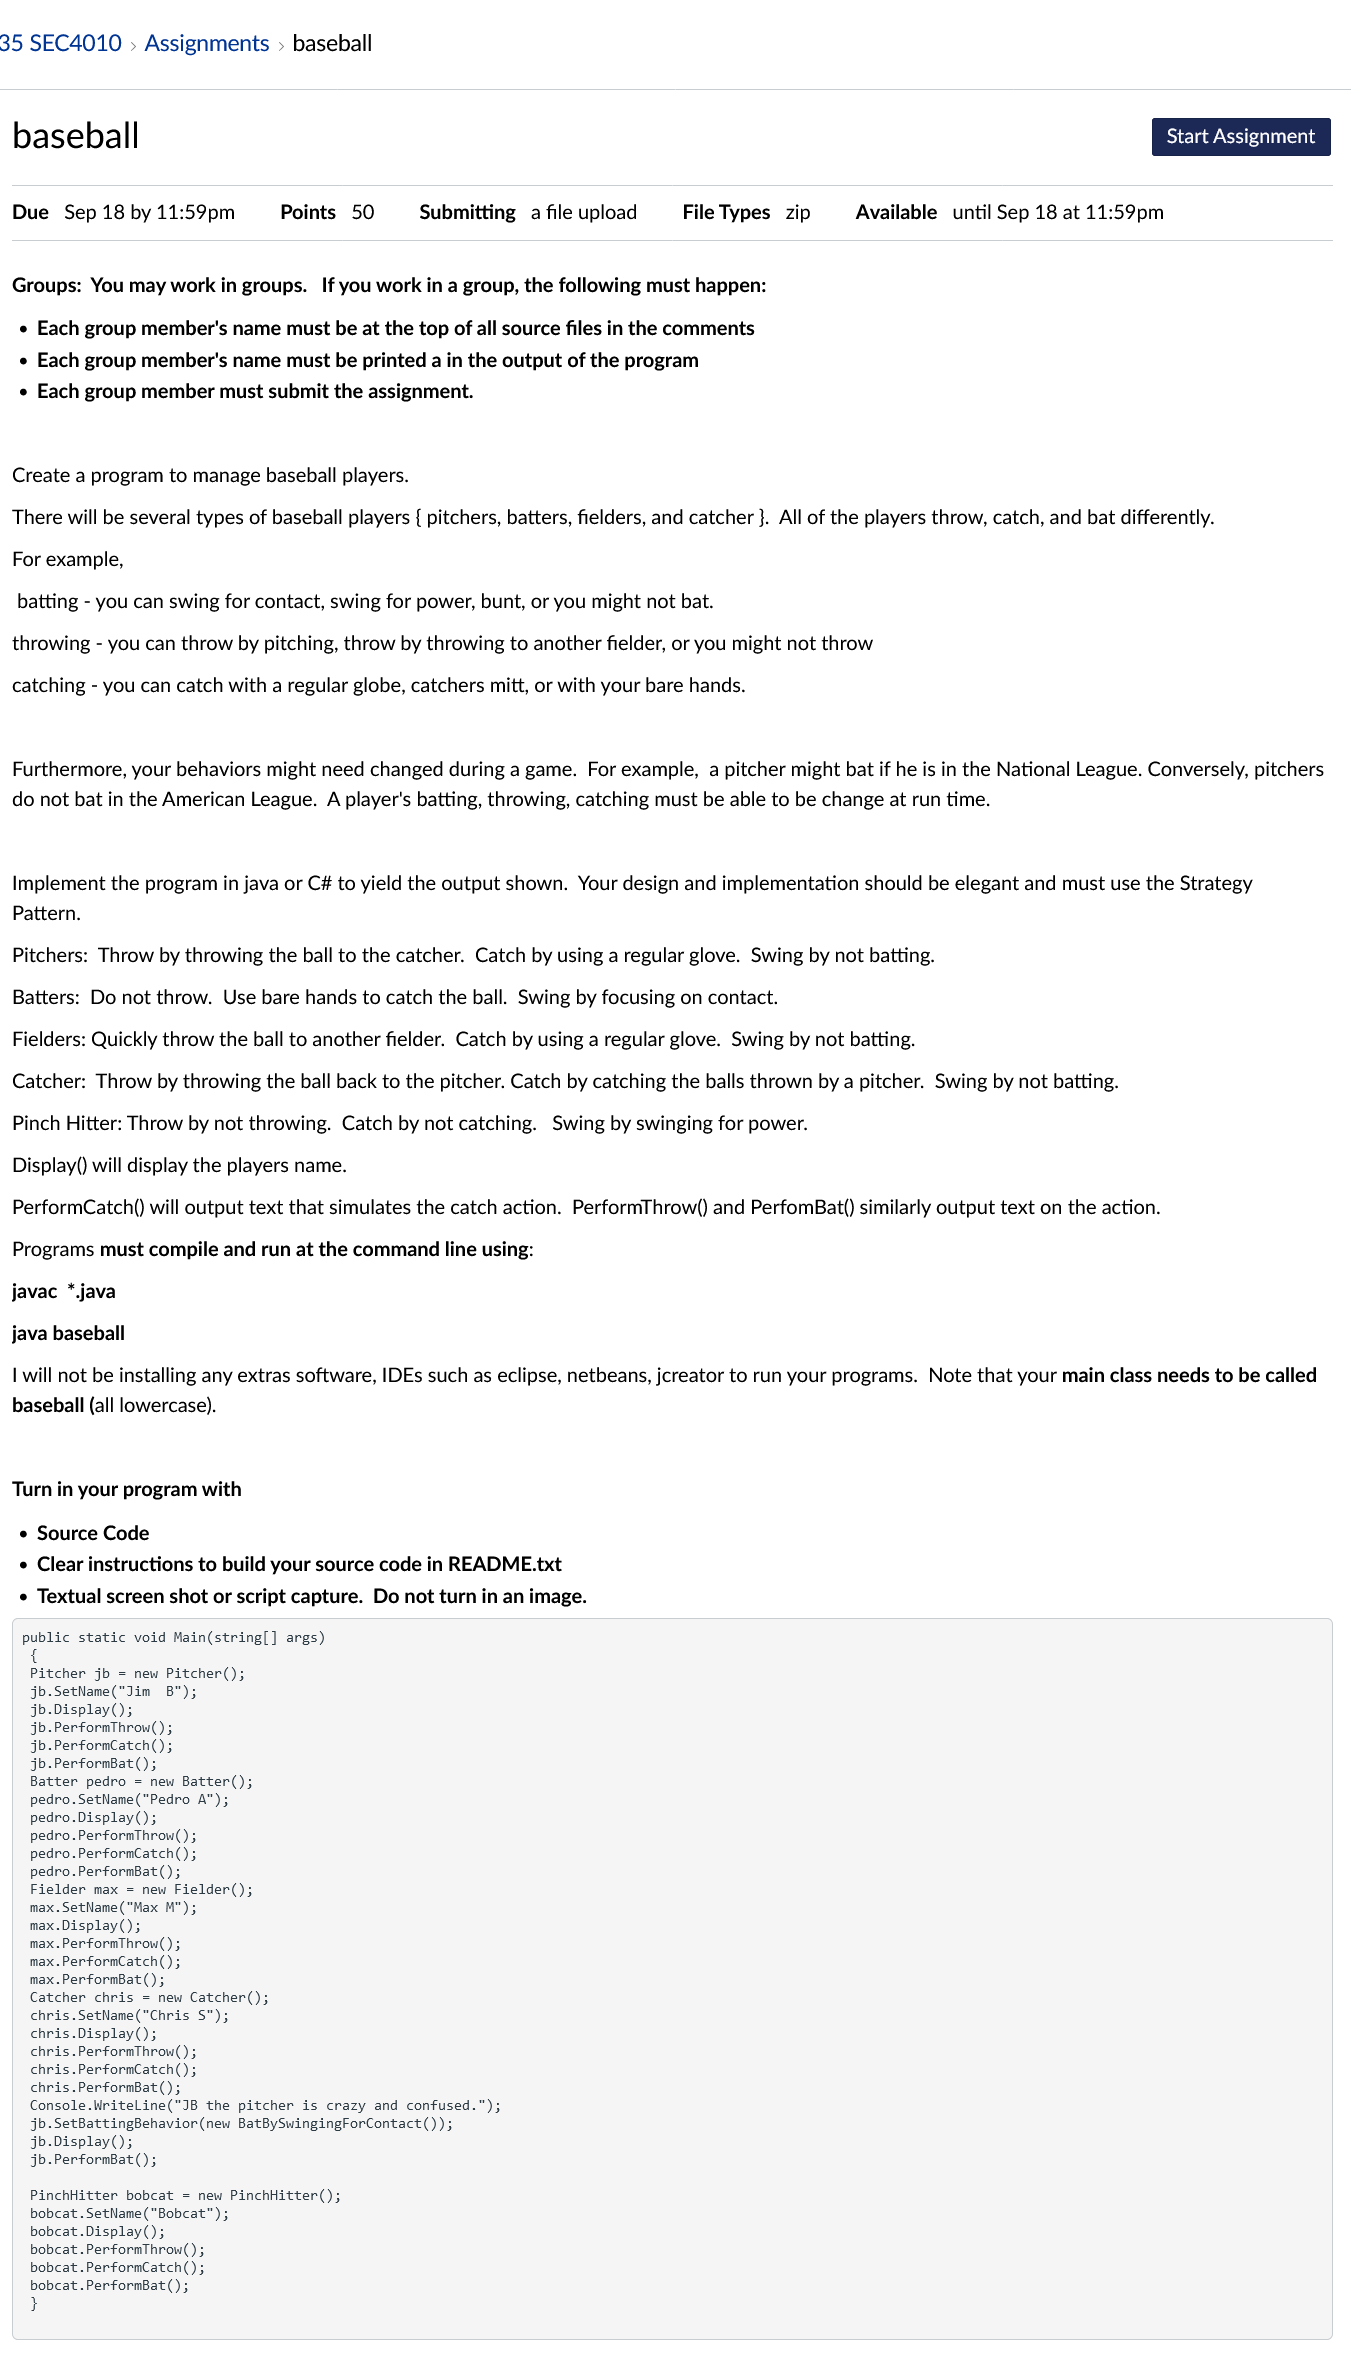 35 SEC4010 › Assignments › baseball
baseball
Start Assignment
Due Sep 18 by 11:59pm Points 50 Submitting a file upload File Types zip Available until Sep 18 at 11:59pm
Groups: You may work in groups. If you work in a group, the following must happen:
• Each group member's name must be at the top of all source files in the comments
• Each group member's name must be printed a in the output of the program
• Each group member must submit the assignment.
Create a program to manage baseball players.
There will be several types of baseball players { pitchers, batters, fielders, and catcher }. All of the players throw, catch, and bat differently.
For example,
batting - you can swing for contact, swing for power, bunt, or you might not bat.
throwing - you can throw by pitching, throw by throwing to another fielder, or you might not throw
catching - you can catch with a regular globe, catchers mitt, or with your bare hands.
Furthermore, your behaviors might need changed during a game. For example, a pitcher might bat if he is in the National League. Conversely, pitchers
do not bat in the American League. A player's batting, throwing, catching must be able to be change at run time.
Implement the program in java or C# to yield the output shown. Your design and implementation should be elegant and must use the Strategy
Pattern.
Pitchers: Throw by throwing the ball to the catcher. Catch by using a regular glove. Swing by not batting.
Batters: Do not throw. Use bare hands to catch the ball. Swing by focusing on contact.
Fielders: Quickly throw the ball to another fielder. Catch by using a regular glove. Swing by not batting.
Catcher: Throw by throwing the ball back to the pitcher. Catch by catching the balls thrown by a pitcher. Swing by not batting.
Pinch Hitter: Throw by not throwing. Catch by not catching. Swing by swinging for power.
Display() will display the players name.
PerformCatch() will output text that simulates the catch action. PerformThrow() and PerfomBat() similarly output text on the action.
Programs must compile and run at the command line using:
javac *.java
java baseball
I will not be installing any extras software, IDEs such as eclipse, netbeans, jcreator to run your programs. Note that your main class needs to be called
baseball (all lowercase).
Turn in your program with
• Source Code
• Clear instructions to build your source code in README.txt
• Textual screen shot or script capture. Do not turn in an image.
public static void Main(string[] args)
{
Pitcher jb = new Pitcher();
jb.SetName("Jim  B");
jb.Display();
jb.PerformThrow();
jb.PerformCatch();
jb.PerformBat();
Batter pedro = new Batter();
pedro.SetName("Pedro A");
pedro.Display();
pedro.PerformThrow();
pedro.PerformCatch();
pedro.PerformBat();
Fielder max = new Fielder();
max.SetName("Max M");
max.Display();
max.PerformThrow();
max.PerformCatch();
max.PerformBat();
Catcher chris = new Catcher();
chris.SetName("Chris S");
chris.Display();
chris.PerformThrow();
chris.PerformCatch();
chris.PerformBat();
Console.WriteLine("JB the pitcher is crazy and confused.");
jb.SetBattingBehavior(new BatBySwingingForContact());
jb.Display();
jb.PerformBat();
PinchHitter bobcat = new PinchHitter();
bobcat.SetName("Bobcat");
bobcat.Display();
bobcat.PerformThrow();
bobcat.PerformCatch();
bobcat.PerformBat();
}